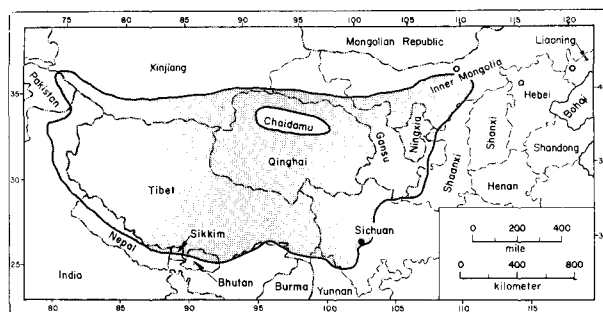 75 80 85 90 95 100 105 110 115 120
Mongolian Republic
Liaoning
Xinjiang
Inner Mongolia
Pakistan
35
Hebei
Bohai
Chaidamu
Gansu
Ningxia
Shaanxi
Shanxi
Shandong
Qinghai
Henan
30
Tibet
Sichuan
Sikkim
Nepal
India
Bhutan
Burma
Yunnan
25
0 200 400
mile
0 400 800
kilometer
78 80 85 90 95 100 105 110 115